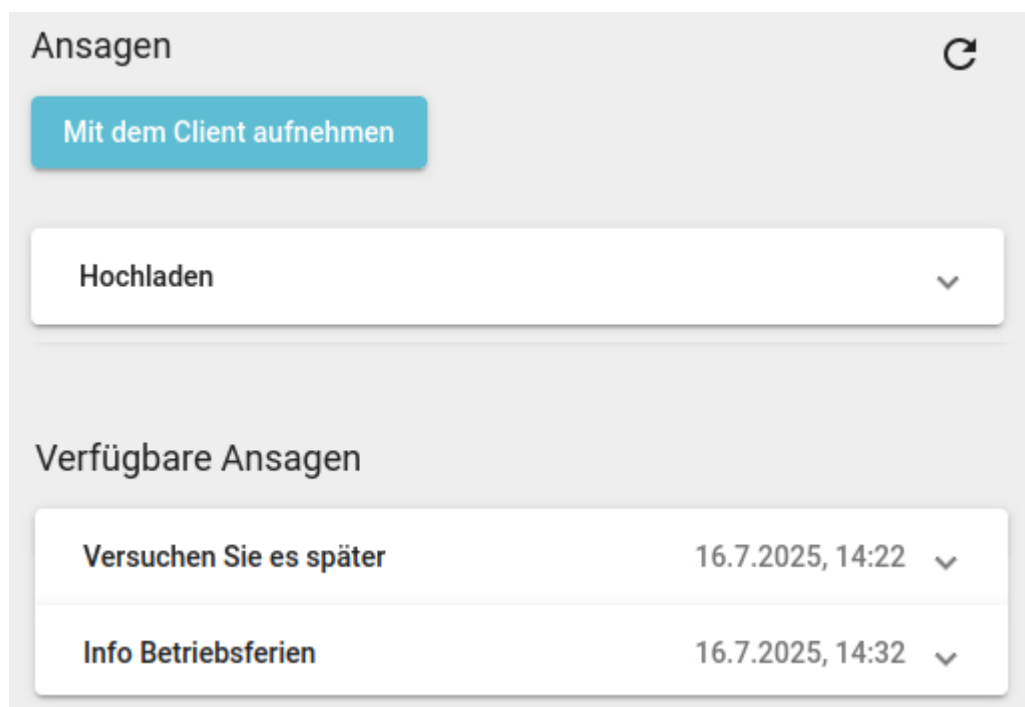 Ansagen
Mit dem Client aufnehmen
Hochladen
Verfügbare Ansagen
Versuchen Sie es später 16.7.2025, 14:22
Info Betriebsferien 16.7.2025, 14:32